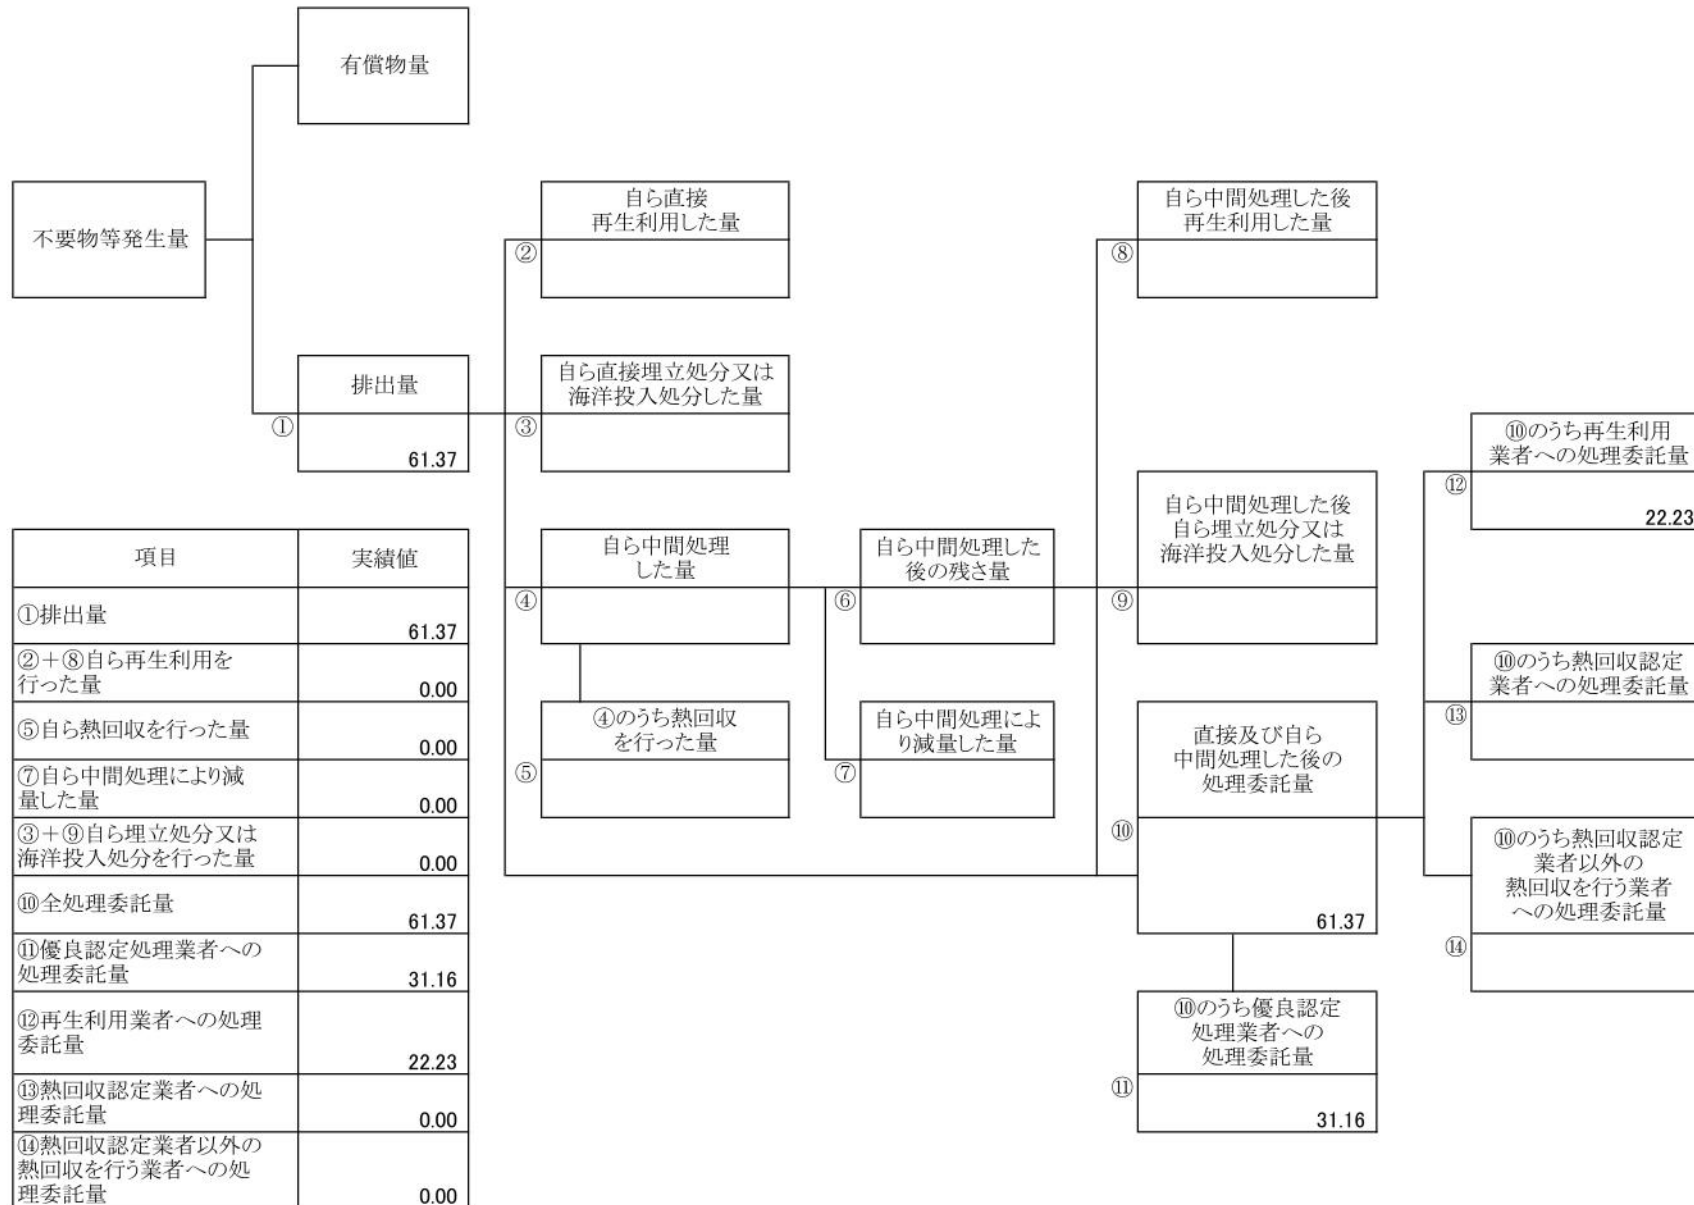 有償物量
不要物等発生量
自ら直接
再生利用した量
②
自ら中間処理した後
再生利用した量
⑧
排出量
①
61.37
自ら直接埋立処分又は
海洋投入処分した量
③
⑩のうち再生利用
業者への処理委託量
⑫
22.23
自ら中間処理
した量
④
自ら中間処理した
後の残さ量
⑥
自ら中間処理した後
自ら埋立処分又は
海洋投入処分した量
⑨
⑩のうち熱回収認定
業者への処理委託量
⑬
④のうち熱回収
を行った量
⑤
自ら中間処理によ
り減量した量
⑦
直接及び自ら
中間処理した後の
処理委託量
⑩
61.37
⑩のうち熱回収認定
業者以外の
熱回収を行う業者
への処理委託量
⑭
⑩のうち優良認定
処理業者への
処理委託量
⑪
31.16
項目 実績値
①排出量
61.37
②+⑧自ら再生利用を
行った量
0.00
⑤自ら熱回収を行った量
0.00
⑦自ら中間処理により減
量した量
0.00
③+⑨自ら埋立処分又は
海洋投入処分を行った量
0.00
⑩全処理委託量
61.37
⑪優良認定処理業者への
処理委託量
31.16
⑫再生利用業者への処理
委託量
22.23
⑬熱回収認定業者への処
理委託量
0.00
⑭熱回収認定業者以外の
熱回収を行う業者への処
理委託量
0.00